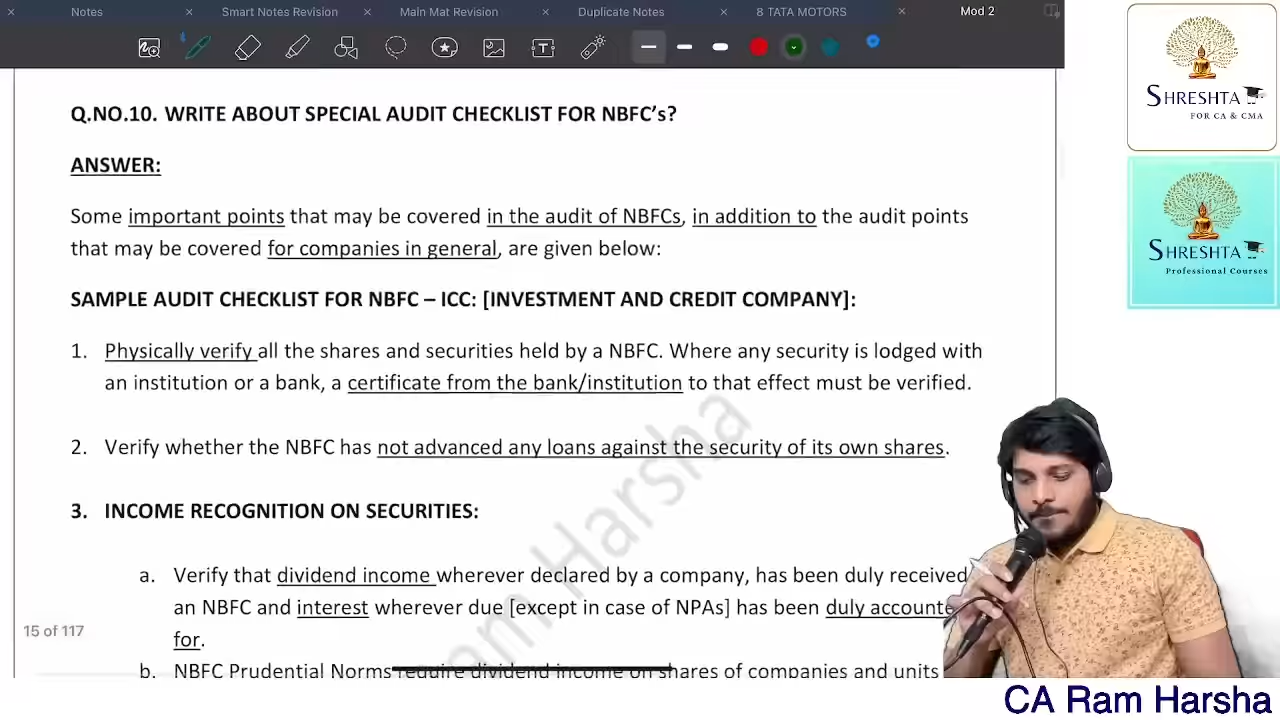 Notes
Smart Notes Revision
Main Mat Revision
Duplicate Notes
8 TATA MOTORS
Mod 2
Q.NO.10. WRITE ABOUT SPECIAL AUDIT CHECKLIST FOR NBFC's?
ANSWER:
Some important points that may be covered in the audit of NBFCs, in addition to the audit points
that may be covered for companies in general, are given below:
SAMPLE AUDIT CHECKLIST FOR NBFC – ICC: [INVESTMENT AND CREDIT COMPANY]:
1. Physically verify all the shares and securities held by a NBFC. Where any security is lodged with
an institution or a bank, a certificate from the bank/institution to that effect must be verified.
2. Verify whether the NBFC has not advanced any loans against the security of its own shares.
3. INCOME RECOGNITION ON SECURITIES:
a. Verify that dividend income wherever declared by a company, has been duly received
an NBFC and interest wherever due [except in case of NPAs] has been duly accounte
for.
b. NBFC Prudential Norms require dividend income on shares of companies and units
15 of 117
am Harsha
SHRESHTA
FOR CA & CMA
SHRESHTA
Professional Courses
CA Ram Harsha